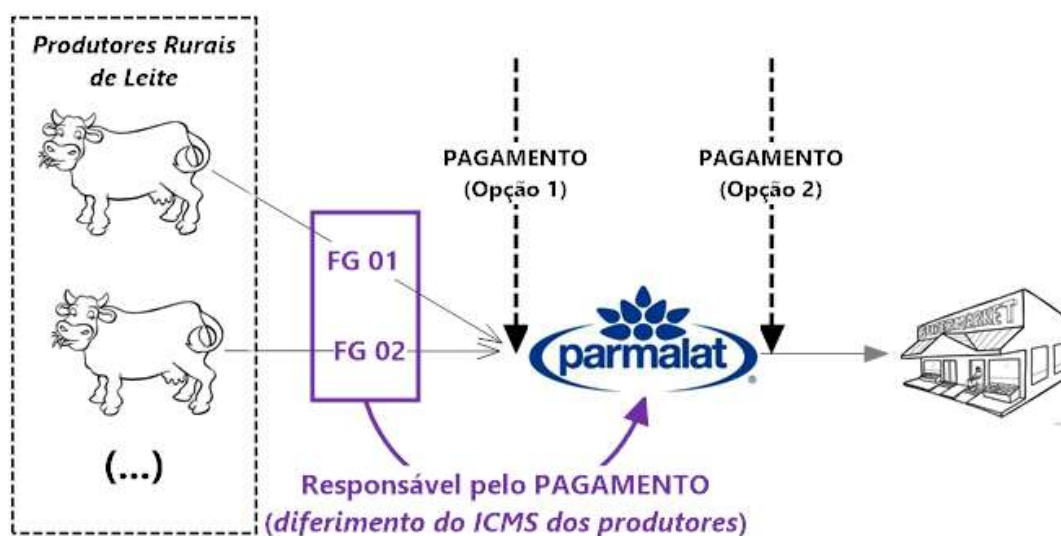 Produtores Rurais
de Leite
PAGAMENTO
(Opção 1)
PAGAMENTO
(Opção 2)
FG 01
FG 02
parmalat
SUPERMARKET
(...)
Responsável pelo PAGAMENTO
(diferimento do ICMS dos produtores)